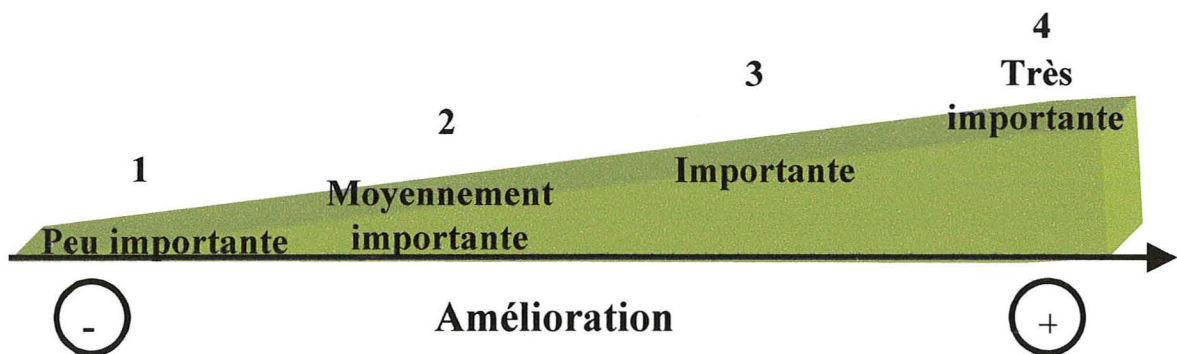 4
Très
importante
3
Importante
2
Moyennement
importante
1
Peu importante
-
Amélioration
+